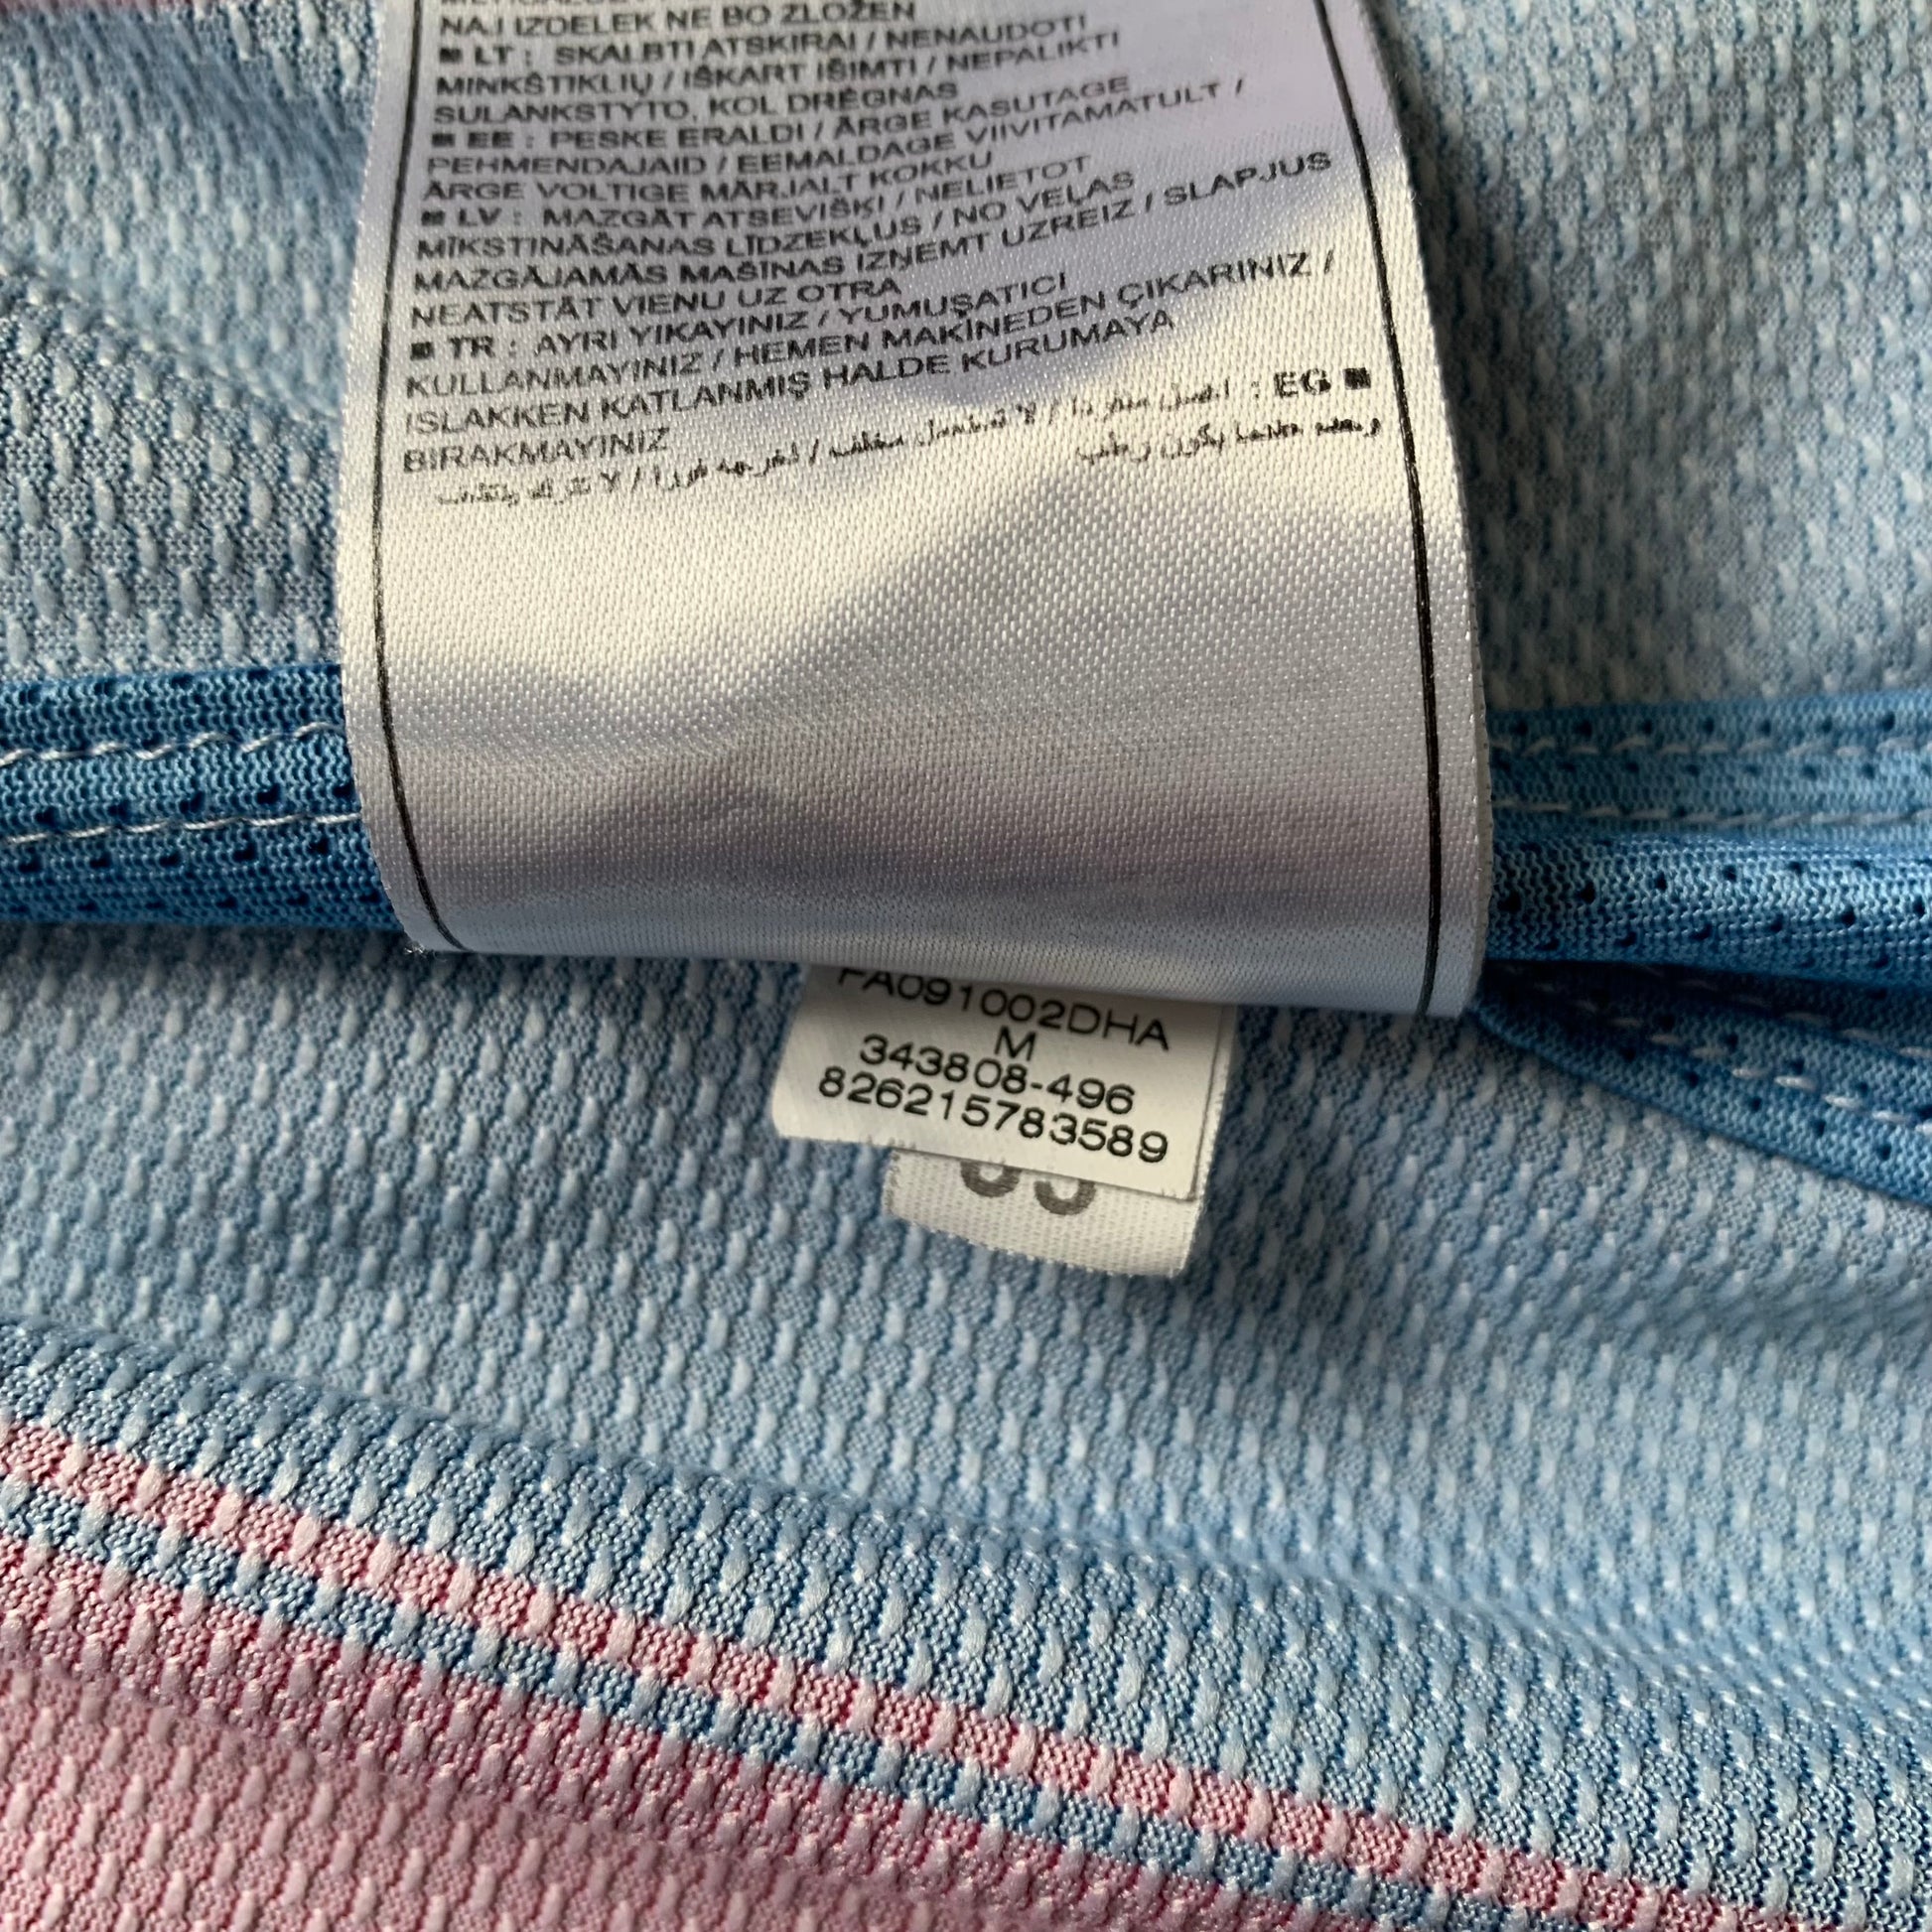 NAJ IZDELEK NE BO ZLOŽEN
■ LT : SKALBTI ATSKIRAI / NENAUDOTI
MINKŠTIKLIŲ / IŠKART IŠIMTI / NEPALIKTI
SULANKSTYTO, KOL DRĖGNAS
■ EE : PESKE ERALDI / ÄRGE KASUTAGE
PEHMENDAJAID / EEMALDAGE VIIVITAMATULT /
ÄRGE VOLTIGE MÄRJALT KOKKU
■ LV : MAZGĀT ATSEVIŠĶI / NELIETOT
MĪKSTINĀŠANAS LĪDZEKĻUS / NO VEĻAS
MAZGĀJAMĀS MAŠĪNAS IZŅEMT UZREIZ / SLAPJUS
NEATSTĀT VIENU UZ OTRA
■ TR : AYRI YIKAYINIZ / YUMUŞATICI
KULLANMAYINIZ / HEMEN MAKİNEDEN ÇIKARINIZ /
ISLAKKEN KATLANMIŞ HALDE KURUMAYA
BIRAKMAYINIZ
■ EG :
FA091002DHA
M
343808-496
826215783589